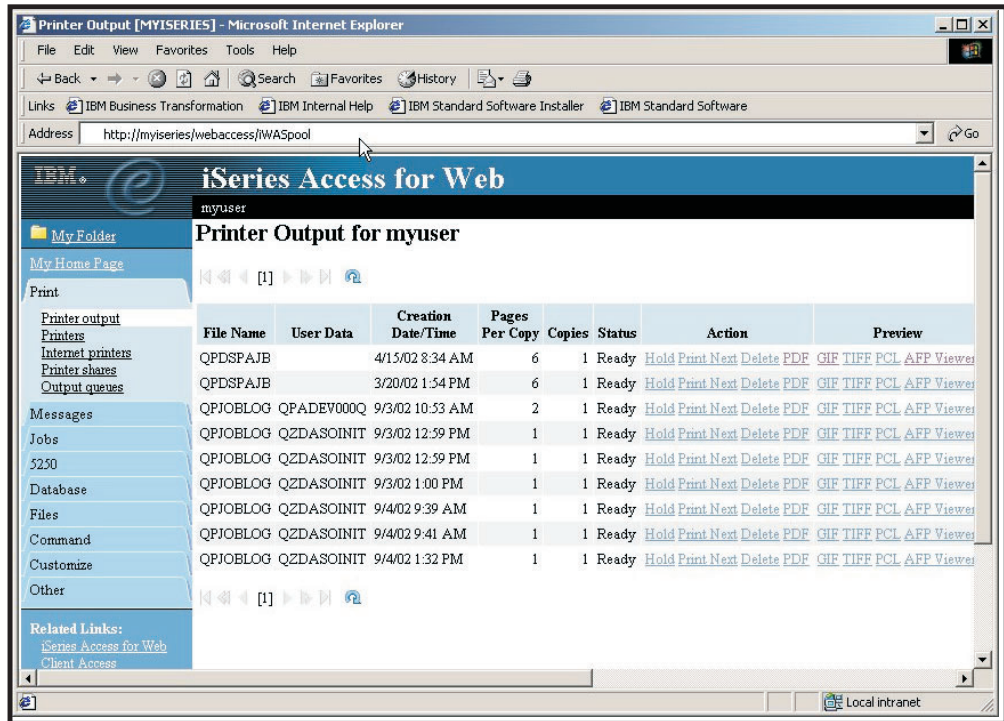 Printer Output [MYISERIES] - Microsoft Internet Explorer
File Edit View Favorites Tools Help
Back Search Favorites History
Links IBM Business Transformation IBM Internal Help IBM Standard Software Installer IBM Standard Software
Address http://myiseries/webaccess/iWASpool Go
IBM. iSeries Access for Web
myuser
My Folder
My Home Page
Print
Printer output
Printers
Internet printers
Printer shares
Output queues
Messages
Jobs
5250
Database
Files
Command
Customize
Other
Related Links:
iSeries Access for Web
Client Access
Printer Output for myuser
[1]
File Name User Data Creation Date/Time Pages Per Copy Copies Status Action Preview
QPDSPAJB 4/15/02 8:34 AM 6 1 Ready Hold Print Next Delete PDF GIF TIFF PCL AFP Viewer
QPDSPAJB 3/20/02 1:54 PM 6 1 Ready Hold Print Next Delete PDF GIF TIFF PCL AFP Viewer
QPJOBLOG QPADEV000Q 9/3/02 10:53 AM 2 1 Ready Hold Print Next Delete PDF GIF TIFF PCL AFP Viewer
QPJOBLOG QZDASOINIT 9/3/02 12:59 PM 1 1 Ready Hold Print Next Delete PDF GIF TIFF PCL AFP Viewer
QPJOBLOG QZDASOINIT 9/3/02 12:59 PM 1 1 Ready Hold Print Next Delete PDF GIF TIFF PCL AFP Viewer
QPJOBLOG QZDASOINIT 9/3/02 1:00 PM 1 1 Ready Hold Print Next Delete PDF GIF TIFF PCL AFP Viewer
QPJOBLOG QZDASOINIT 9/4/02 9:39 AM 1 1 Ready Hold Print Next Delete PDF GIF TIFF PCL AFP Viewer
QPJOBLOG QZDASOINIT 9/4/02 9:41 AM 1 1 Ready Hold Print Next Delete PDF GIF TIFF PCL AFP Viewer
QPJOBLOG QZDASOINIT 9/4/02 1:32 PM 1 1 Ready Hold Print Next Delete PDF GIF TIFF PCL AFP Viewer
[1]
Local intranet